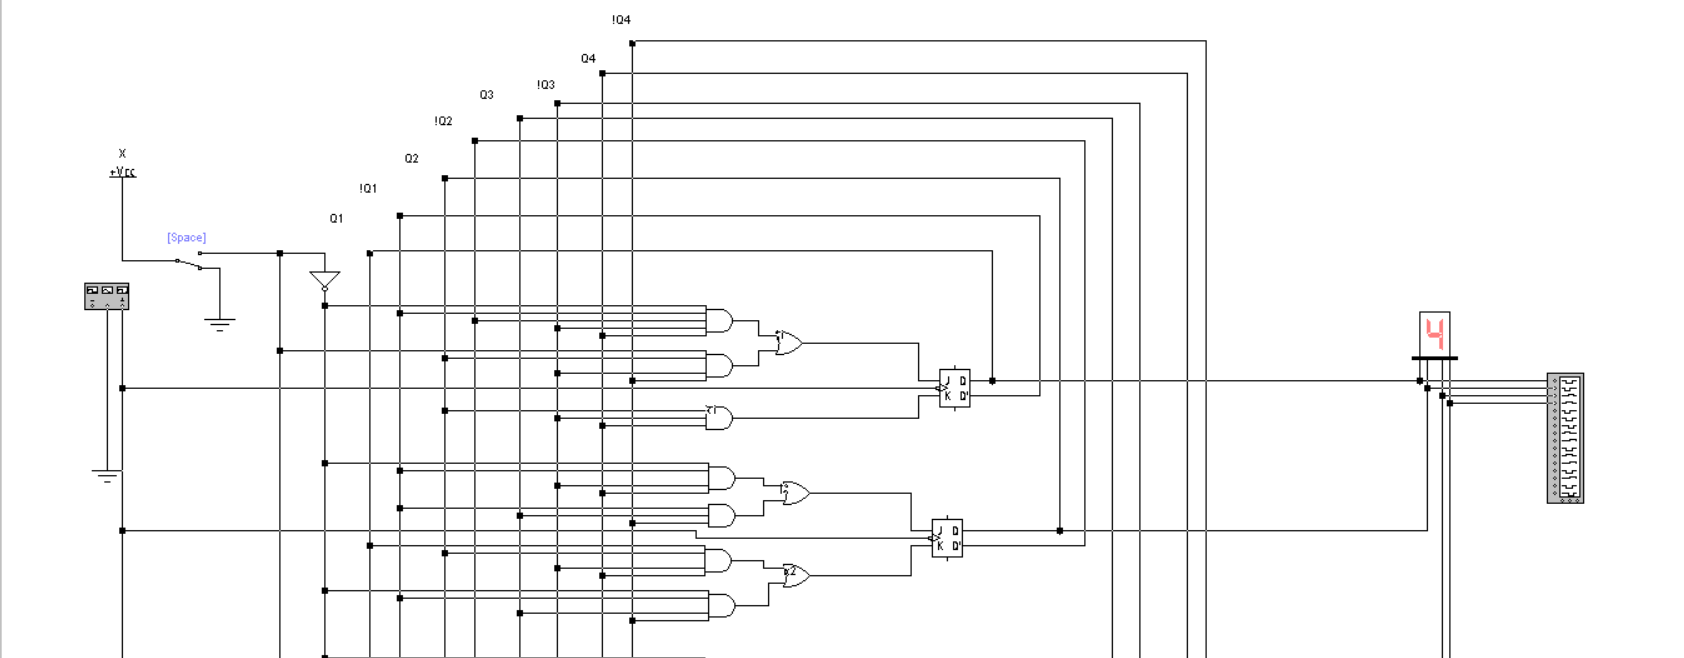 !Q4
Q4
!Q3
Q3
!Q2
X
+Vcc
Q2
!Q1
Q1
[Space]
4
J Q
K Q'
J Q
K Q'